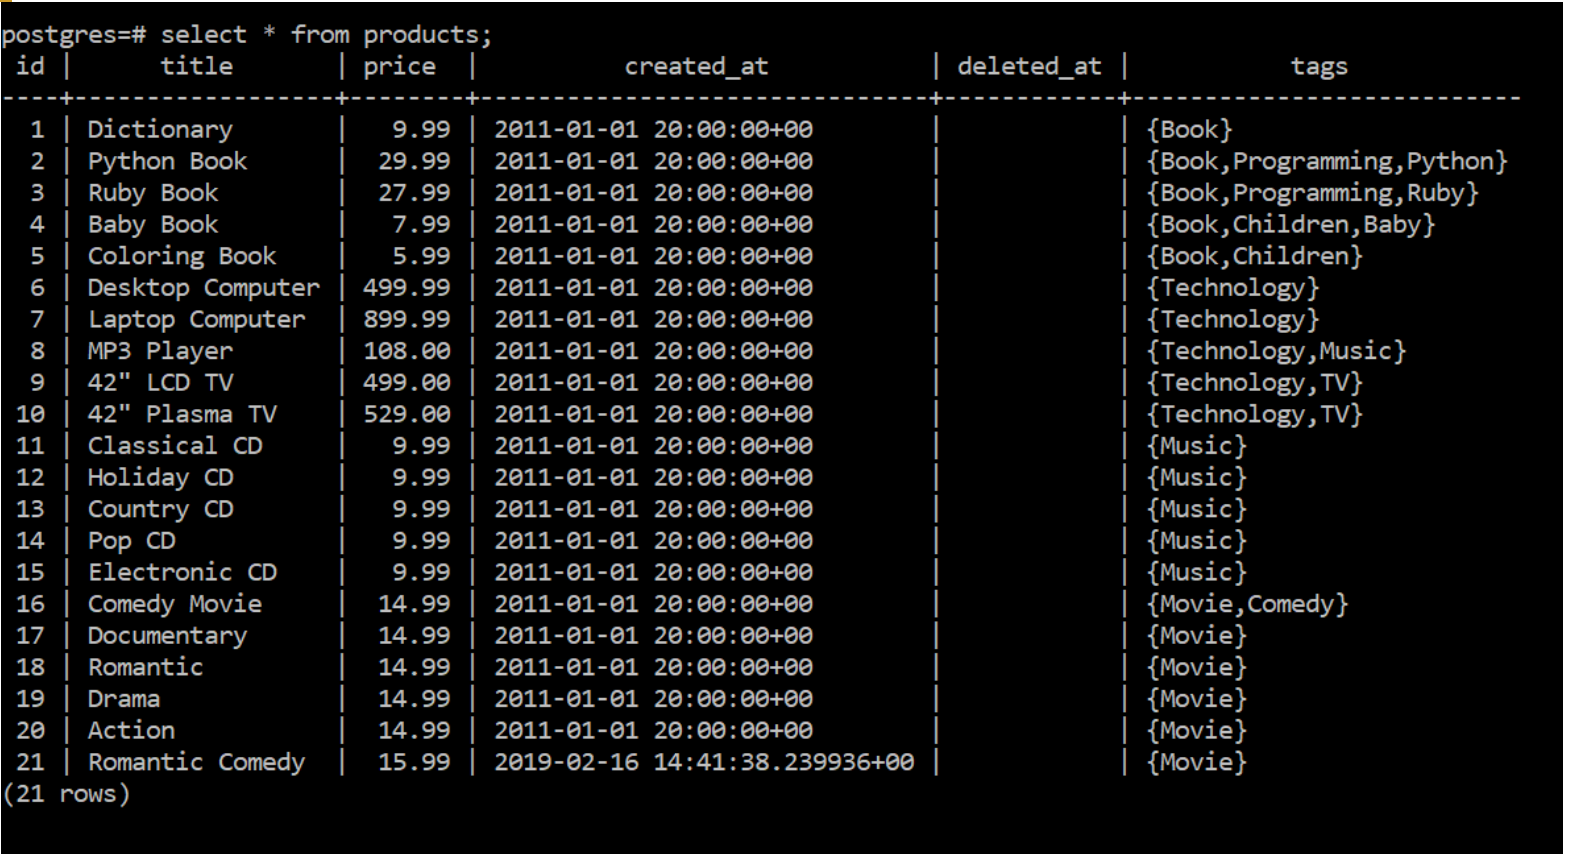 postgres=# select * from products;
 id |      title       | price  |          created_at           | deleted_at |           tags
----+------------------+--------+-------------------------------+------------+---------------------------
  1 | Dictionary       |   9.99 | 2011-01-01 20:00:00+00        |            | {Book}
  2 | Python Book      |  29.99 | 2011-01-01 20:00:00+00        |            | {Book,Programming,Python}
  3 | Ruby Book        |  27.99 | 2011-01-01 20:00:00+00        |            | {Book,Programming,Ruby}
  4 | Baby Book        |   7.99 | 2011-01-01 20:00:00+00        |            | {Book,Children,Baby}
  5 | Coloring Book    |   5.99 | 2011-01-01 20:00:00+00        |            | {Book,Children}
  6 | Desktop Computer | 499.99 | 2011-01-01 20:00:00+00        |            | {Technology}
  7 | Laptop Computer  | 899.99 | 2011-01-01 20:00:00+00        |            | {Technology}
  8 | MP3 Player       | 108.00 | 2011-01-01 20:00:00+00        |            | {Technology,Music}
  9 | 42" LCD TV       | 499.00 | 2011-01-01 20:00:00+00        |            | {Technology,TV}
 10 | 42" Plasma TV    | 529.00 | 2011-01-01 20:00:00+00        |            | {Technology,TV}
 11 | Classical CD     |   9.99 | 2011-01-01 20:00:00+00        |            | {Music}
 12 | Holiday CD       |   9.99 | 2011-01-01 20:00:00+00        |            | {Music}
 13 | Country CD       |   9.99 | 2011-01-01 20:00:00+00        |            | {Music}
 14 | Pop CD           |   9.99 | 2011-01-01 20:00:00+00        |            | {Music}
 15 | Electronic CD    |   9.99 | 2011-01-01 20:00:00+00        |            | {Music}
 16 | Comedy Movie     |  14.99 | 2011-01-01 20:00:00+00        |            | {Movie,Comedy}
 17 | Documentary      |  14.99 | 2011-01-01 20:00:00+00        |            | {Movie}
 18 | Romantic         |  14.99 | 2011-01-01 20:00:00+00        |            | {Movie}
 19 | Drama            |  14.99 | 2011-01-01 20:00:00+00        |            | {Movie}
 20 | Action           |  14.99 | 2011-01-01 20:00:00+00        |            | {Movie}
 21 | Romantic Comedy  |  15.99 | 2019-02-16 14:41:38.239936+00 |            | {Movie}
(21 rows)